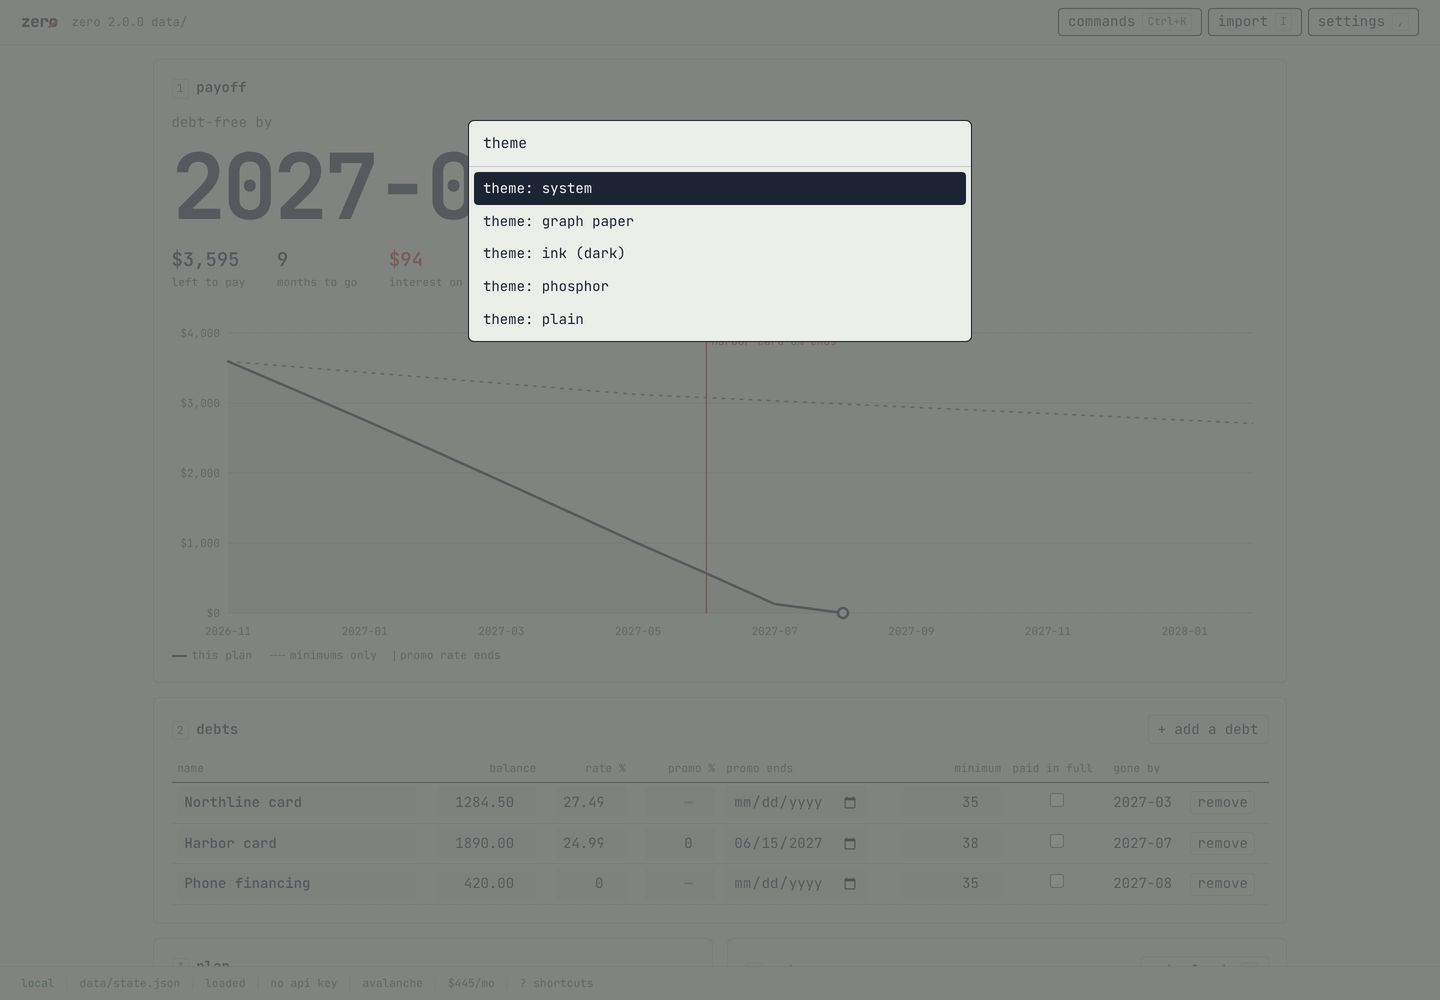 zero zero 2.0.0 data/ commands Ctrl+K import I settings ,
1 payoff
debt-free by
2027-0
theme
theme: system
theme: graph paper
theme: ink (dark)
theme: phosphor
theme: plain
$3,595 9 $94
left to pay months to go interest on
harbor card 0% ends
$4,000
$3,000
$2,000
$1,000
$0
2026-11 2027-01 2027-03 2027-05 2027-07 2027-09 2027-11 2028-01
this plan minimums only promo rate ends
2 debts + add a debt
name balance rate % promo % promo ends minimum paid in full gone by
Northline card 1284.50 27.49 — mm/dd/yyyy 35 2027-03 remove
Harbor card 1890.00 24.99 0 06/15/2027 38 2027-07 remove
Phone financing 420.00 0 — mm/dd/yyyy 35 2027-08 remove
plan
local data/state.json loaded no api key avalanche $445/mo ? shortcuts